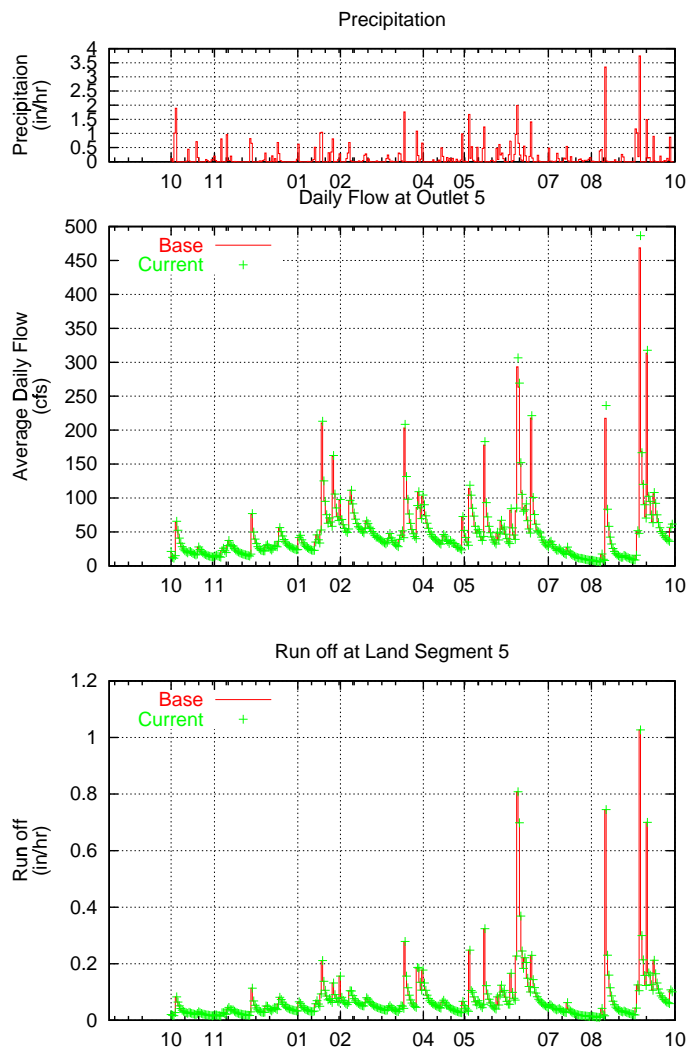 Precipitation
Precipitaion
(in/hr)
4
3.5
3
2.5
2
1.5
1
0.5
0
10 11 01 02 04 05 07 08 10
Daily Flow at Outlet 5
Average Daily Flow
(cfs)
500
450
400
350
300
250
200
150
100
50
0
Base
Current
10 11 01 02 04 05 07 08 10
Run off at Land Segment 5
Run off
(in/hr)
1.2
1
0.8
0.6
0.4
0.2
0
Base
Current
10 11 01 02 04 05 07 08 10